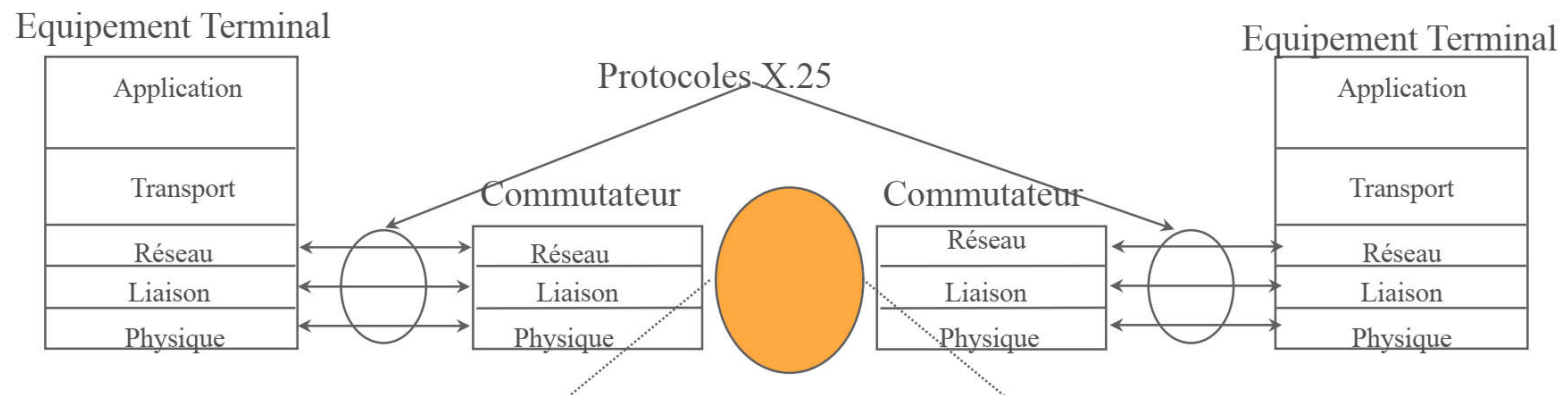 Equipement Terminal
Application
Transport
Réseau
Liaison
Physique
Protocoles X.25
Commutateur
Réseau
Liaison
Physique
Commutateur
Réseau
Liaison
Physique
Equipement Terminal
Application
Transport
Réseau
Liaison
Physique